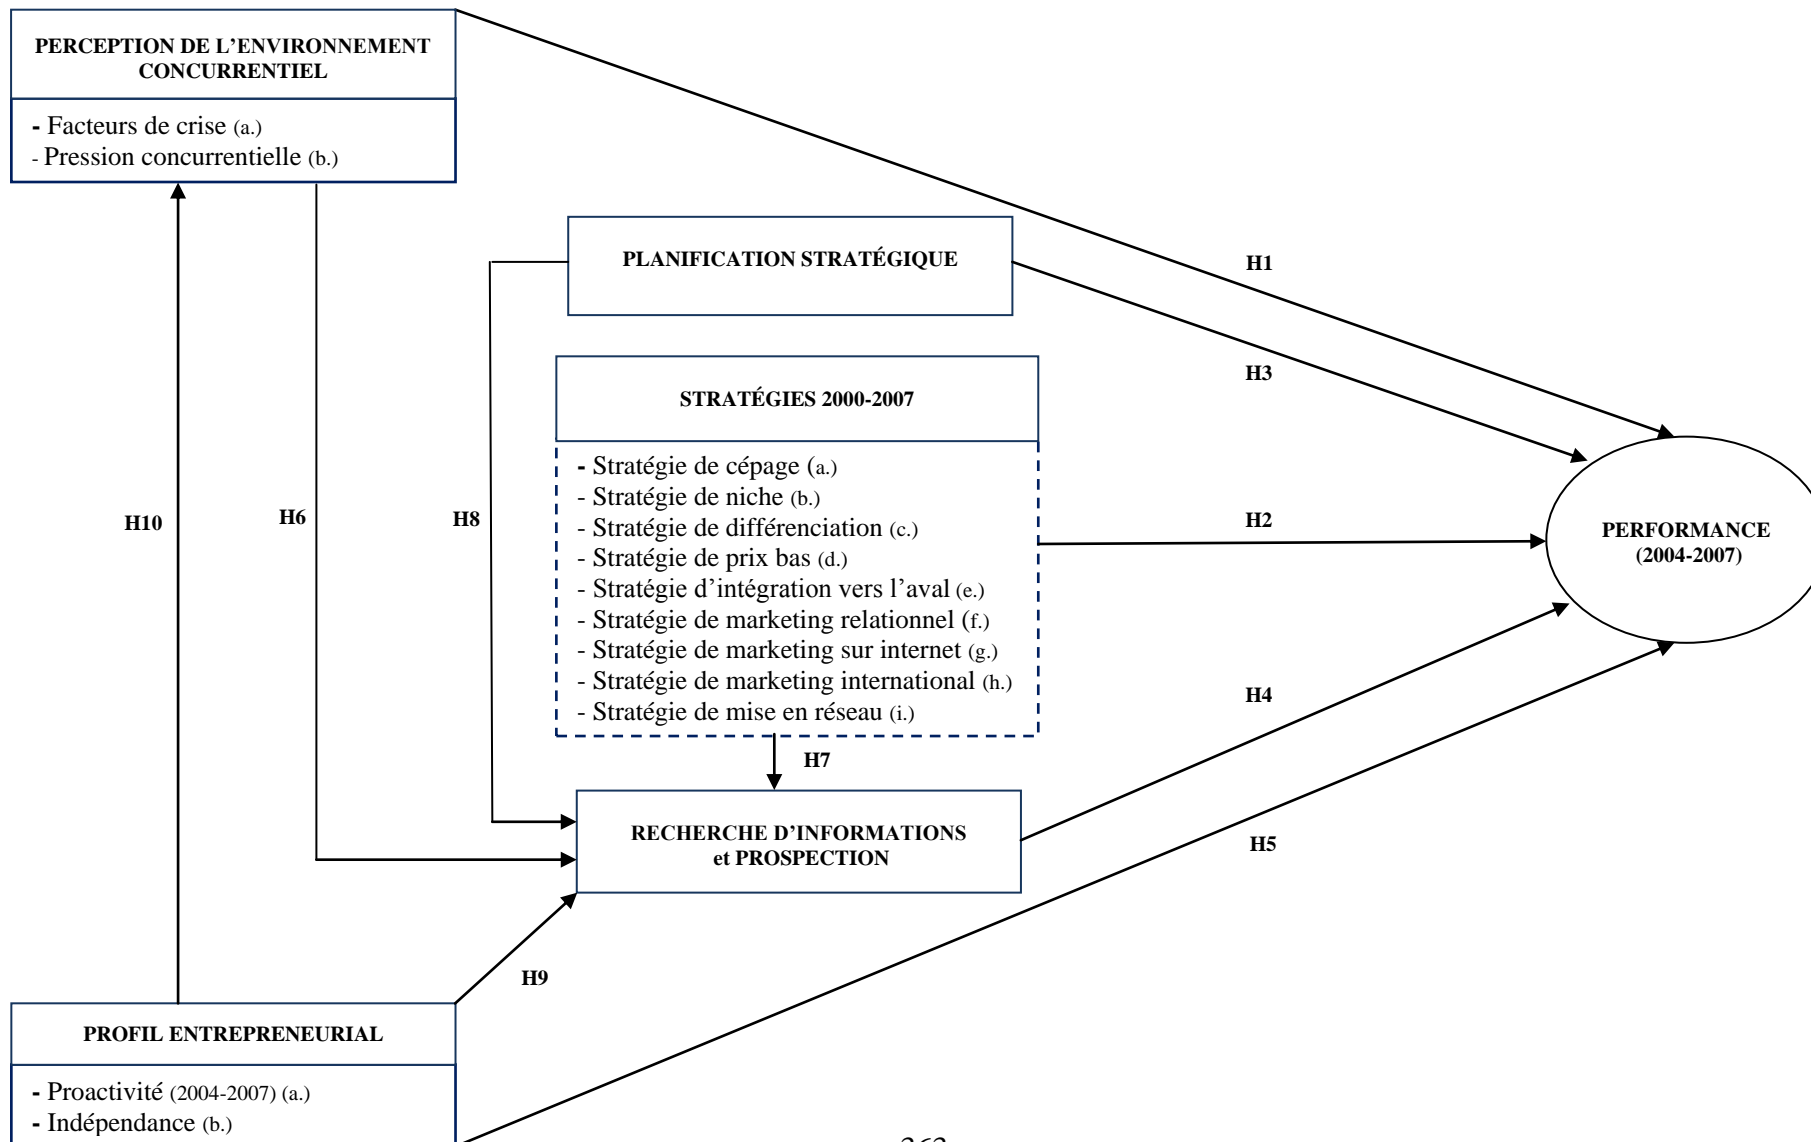 PERCEPTION DE L’ENVIRONNEMENT
CONCURRENTIEL
- Facteurs de crise (a.)
- Pression concurrentielle (b.)
PLANIFICATION STRATÉGIQUE
H1
H3
STRATÉGIES 2000-2007
- Stratégie de cépage (a.)
- Stratégie de niche (b.)
- Stratégie de différenciation (c.)
- Stratégie de prix bas (d.)
- Stratégie d’intégration vers l’aval (e.)
- Stratégie de marketing relationnel (f.)
- Stratégie de marketing sur internet (g.)
- Stratégie de marketing international (h.)
- Stratégie de mise en réseau (i.)
H10
H6
H8
H2
PERFORMANCE
(2004-2007)
H4
H7
RECHERCHE D’INFORMATIONS
et PROSPECTION
H5
H9
PROFIL ENTREPRENEURIAL
- Proactivité (2004-2007) (a.)
- Indépendance (b.)